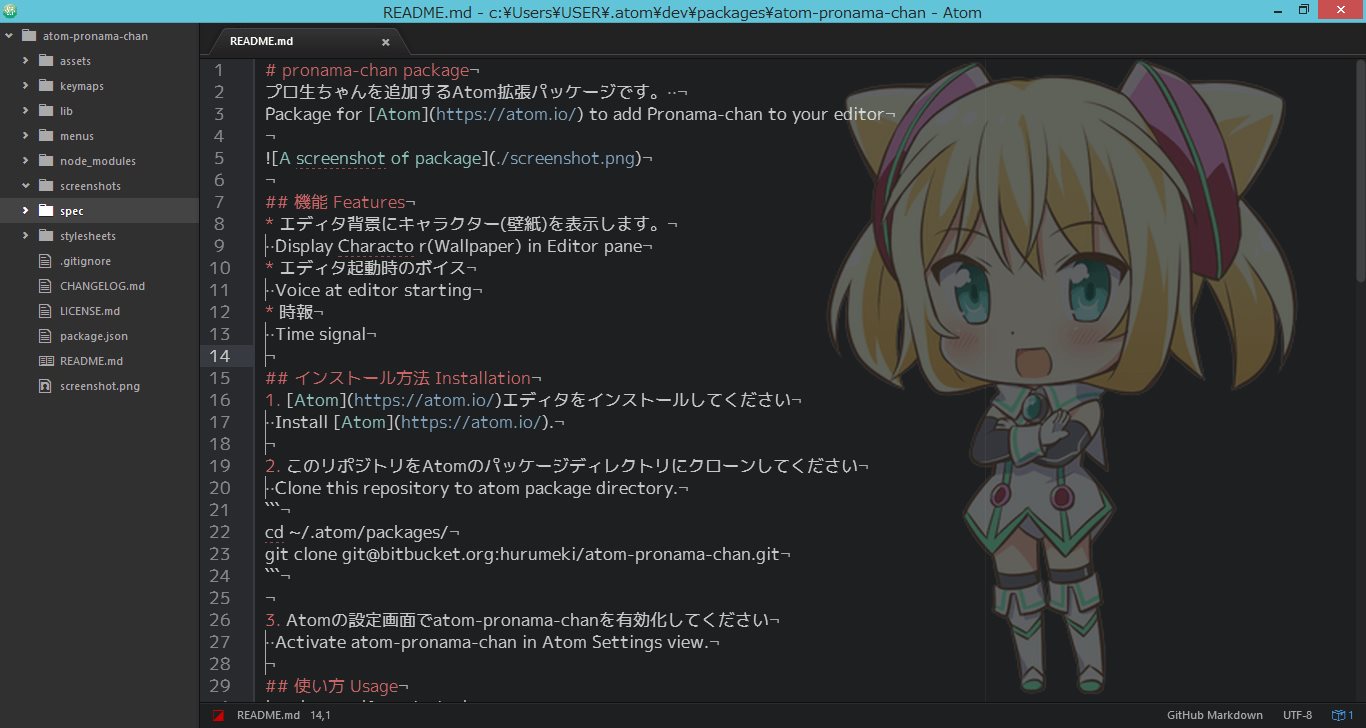 README.md - c:¥Users¥USER¥.atom¥dev¥packages¥atom-pronama-chan - Atom
atom-pronama-chan
assets
keymaps
lib
menus
node_modules
screenshots
spec
stylesheets
.gitignore
CHANGELOG.md
LICENSE.md
package.json
README.md
screenshot.png
README.md ×
1 # pronama-chan package¬
2 プロ生ちゃんを追加するAtom拡張パッケージです。··¬
3 Package for [Atom](https://atom.io/) to add Pronama-chan to your editor¬
4 ¬
5 ![A screenshot of package](./screenshot.png)¬
6 ¬
7 ## 機能 Features¬
8 * エディタ背景にキャラクター(壁紙)を表示します。¬
9 ··Display Characto r(Wallpaper) in Editor pane¬
10 * エディタ起動時のボイス¬
11 ··Voice at editor starting¬
12 * 時報¬
13 ··Time signal¬
14 ¬
15 ## インストール方法 Installation¬
16 1. [Atom](https://atom.io/)エディタをインストールしてください¬
17 ··Install [Atom](https://atom.io/).¬
18 ¬
19 2. このリポジトリをAtomのパッケージディレクトリにクローンしてください¬
20 ··Clone this repository to atom package directory.¬
21 ```¬
22 cd ~/.atom/packages/¬
23 git clone git@bitbucket.org:hurumeki/atom-pronama-chan.git¬
24 ```¬
25 ¬
26 3. Atomの設定画面でatom-pronama-chanを有効化してください¬
27 ··Activate atom-pronama-chan in Atom Settings view.¬
28 ¬
29 ## 使い方 Usage¬
README.md 14,1 GitHub Markdown UTF-8 1